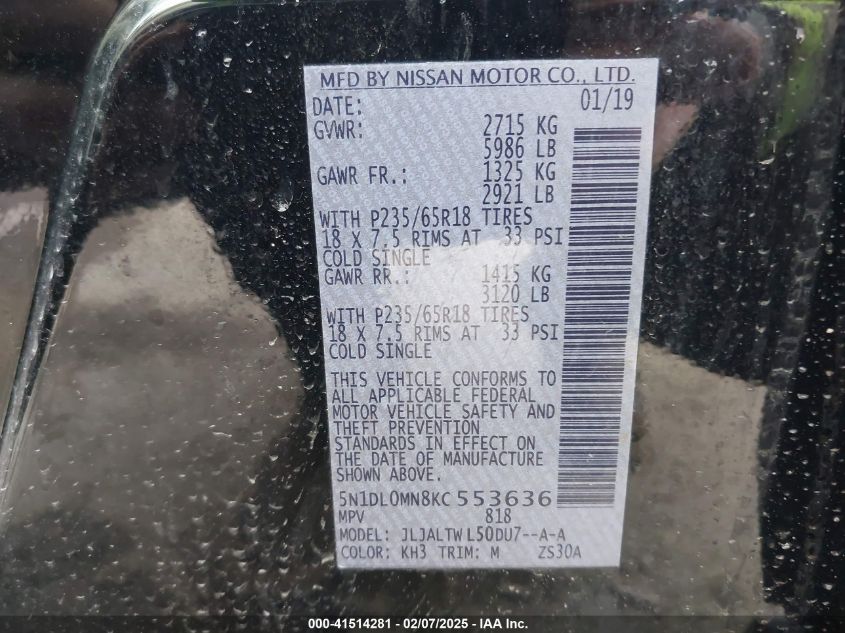 MFD BY NISSAN MOTOR CO., LTD.
DATE: 01/19
GVWR: 2715 KG
5986 LB
GAWR FR.: 1325 KG
2921 LB
WITH P235/65R18 TIRES
18 X 7.5 RIMS AT 33 PSI
COLD SINGLE
GAWR RR.: 1415 KG
3120 LB
WITH P235/65R18 TIRES
18 X 7.5 RIMS AT 33 PSI
COLD SINGLE
THIS VEHICLE CONFORMS TO
ALL APPLICABLE FEDERAL
MOTOR VEHICLE SAFETY AND
THEFT PREVENTION
STANDARDS IN EFFECT ON
THE DATE OF MANUFACTURE
SHOWN ABOVE.
5N1DL0MN8KC553636
MPV 818
MODEL: JLJALTWL50DU7--A-A
COLOR: KH3 TRIM: M ZS30A
000-41514281 - 02/07/2025 - IAA Inc.